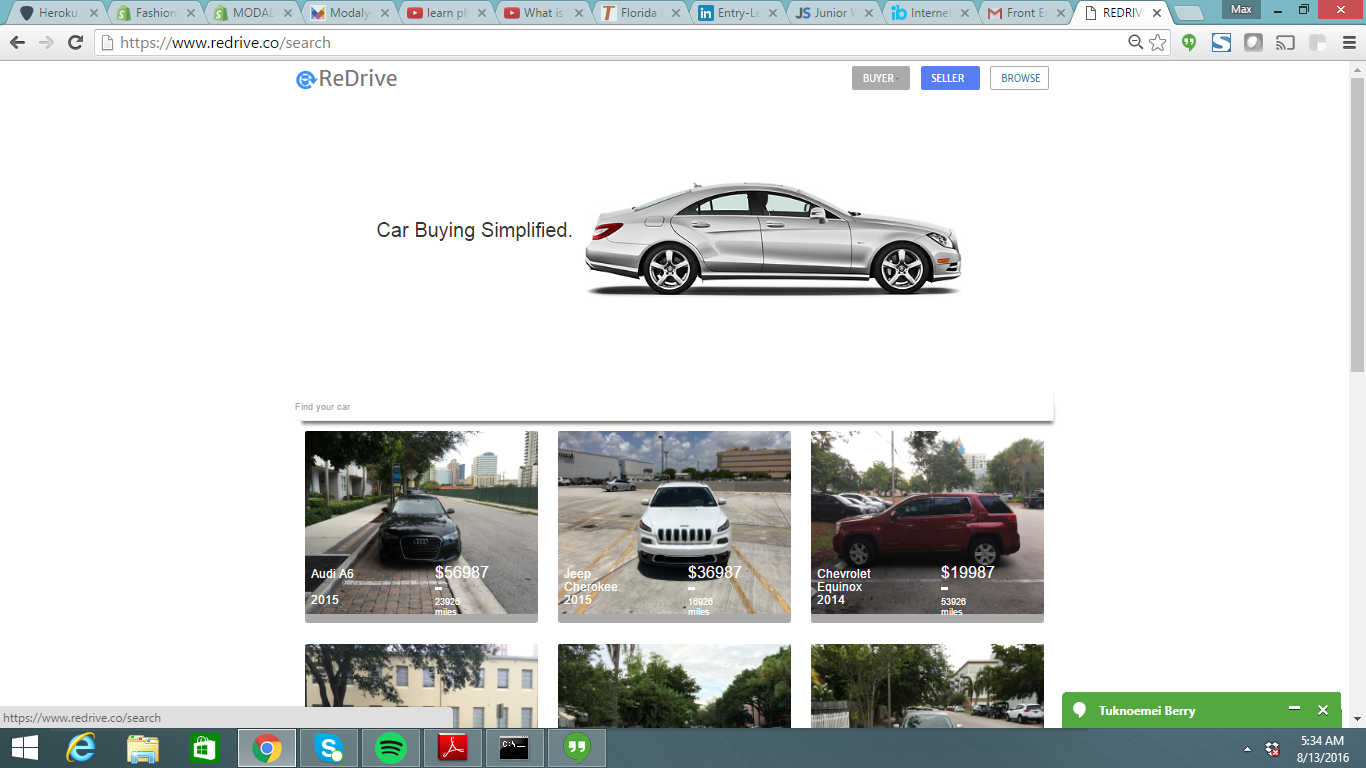 Heroku
Fashion
MODAL
Modaly
learn ph
What is
Florida
Entry-Le
JS Junior
Internet
Front E
REDRIV
Max
https://www.redrive.co/search
ReDrive
BUYER
SELLER
BROWSE
Car Buying Simplified.
Find your car
Audi A6
2015
$56987
23926
miles
Jeep
Cherokee
2015
$36987
16926
miles
Chevrolet
Equinox
2014
$19987
53926
miles
https://www.redrive.co/search
Tuknoemei Berry
5:34 AM
8/13/2016